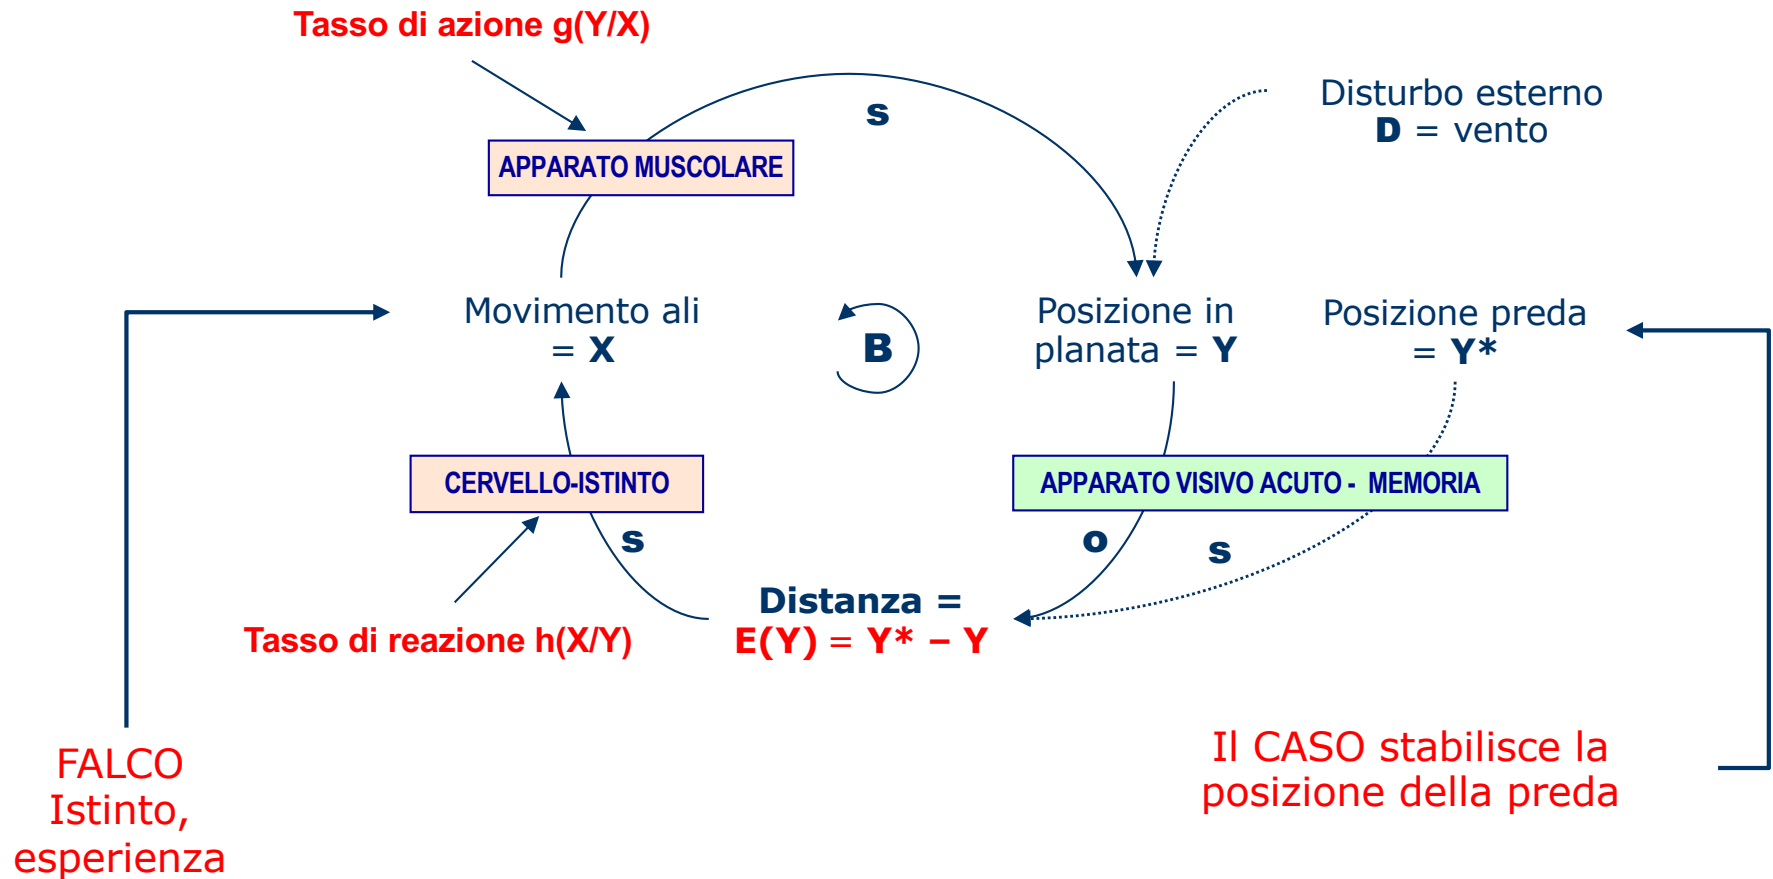 Tasso di azione g(Y/X)
s
Disturbo esterno
D = vento
APPARATO MUSCOLARE
Movimento ali
= X
B
Posizione in
planata = Y
Posizione preda
= Y*
CERVELLO-ISTINTO
APPARATO VISIVO ACUTO - MEMORIA
s
o
s
Distanza =
E(Y) = Y* – Y
Tasso di reazione h(X/Y)
FALCO
Istinto,
esperienza
Il CASO stabilisce la
posizione della preda